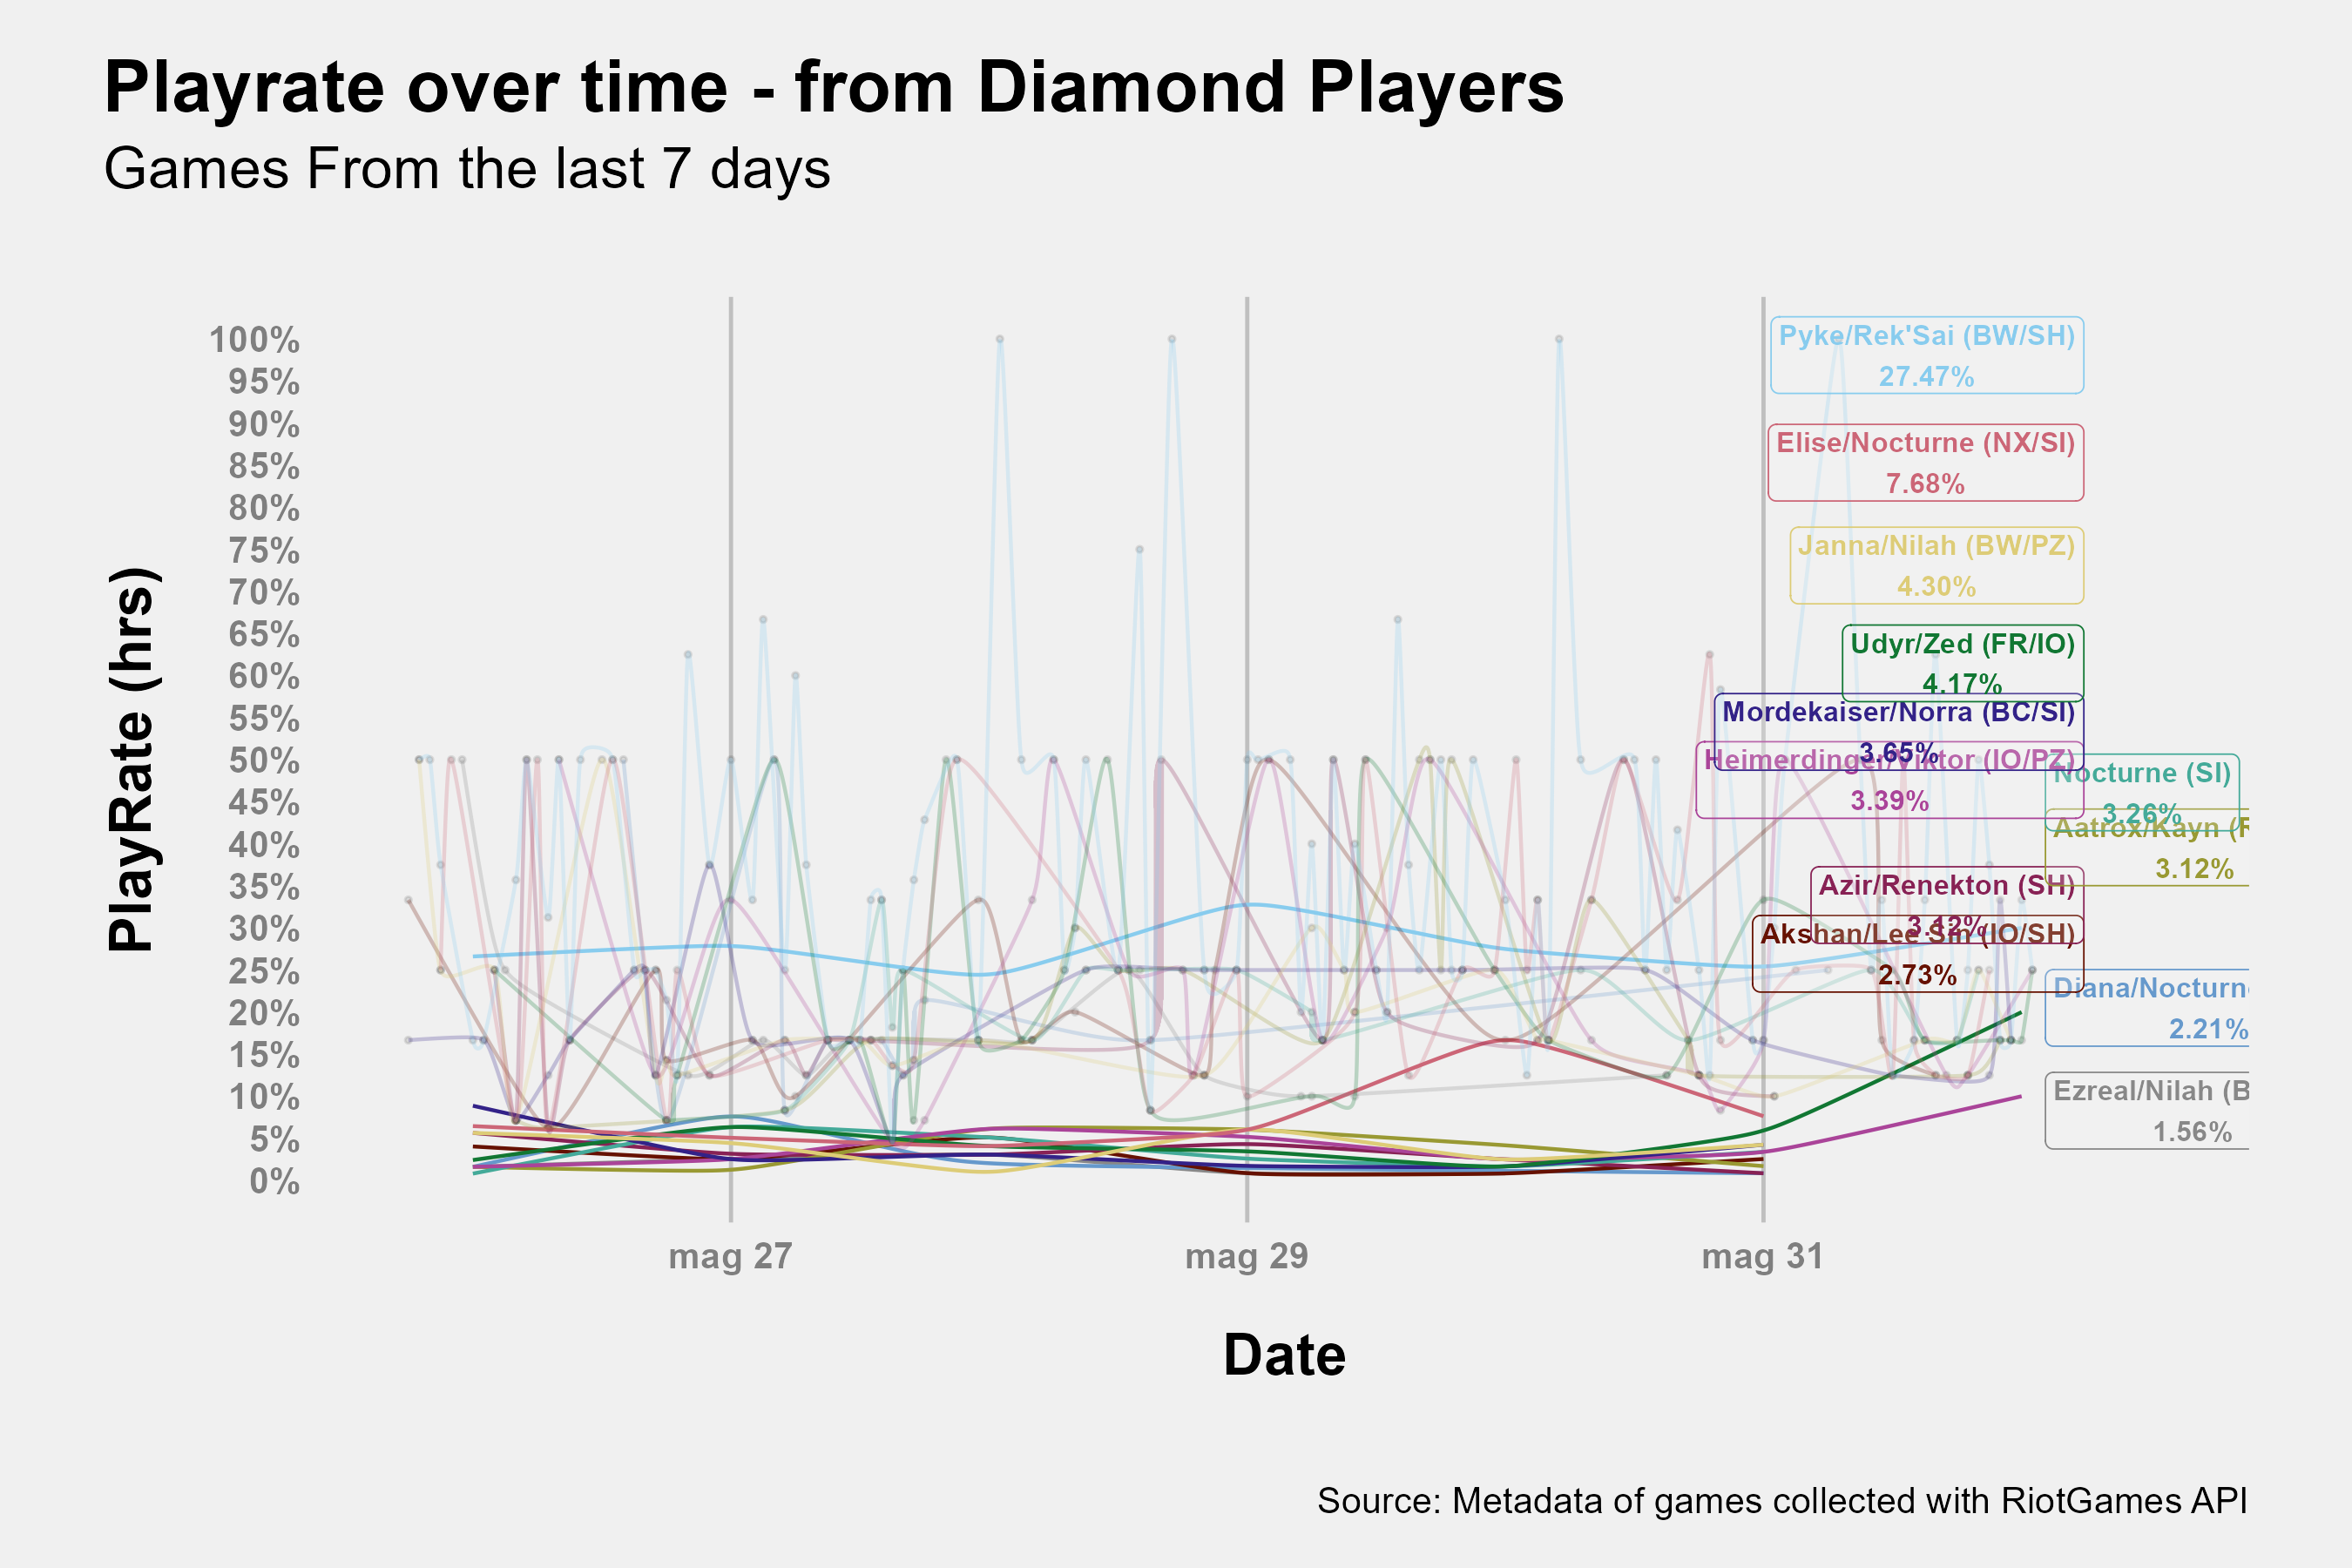 Playrate over time - from Diamond Players
Games From the last 7 days
PlayRate (hrs)
100%
95%
90%
85%
80%
75%
70%
65%
60%
55%
50%
45%
40%
35%
30%
25%
20%
15%
10%
5%
0%
Pyke/Rek'Sai (BW/SH)
27.47%
Elise/Nocturne (NX/SI)
7.68%
Janna/Nilah (BW/PZ)
4.30%
Udyr/Zed (FR/IO)
4.17%
Mordekaiser/Norra (BC/SI)
3.65%
Heimerdinger/Viktor (IO/PZ)
3.39%
Nocturne (SI)
3.26%
Aatrox/Kayn (
3.12%
Azir/Renekton (SH)
3.12%
Akshan/Lee Sin (IO/SH)
2.73%
Diana/Nocturne
2.21%
Ezreal/Nilah (B
1.56%
mag 27
mag 29
mag 31
Date
Source: Metadata of games collected with RiotGames API